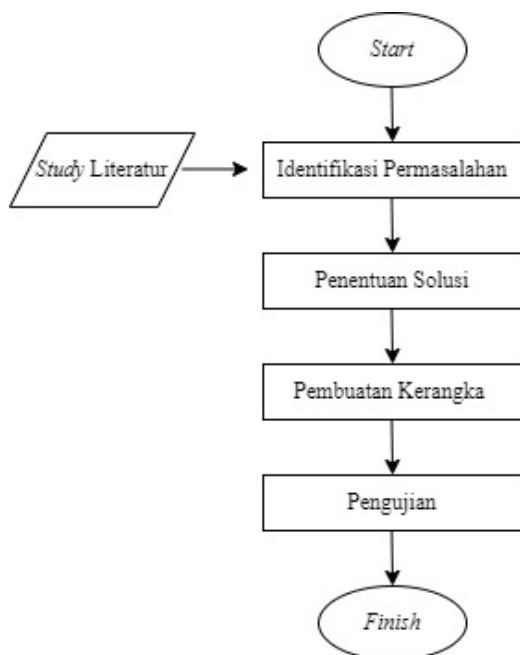 Start
Study Literatur
Identifikasi Permasalahan
Penentuan Solusi
Pembuatan Kerangka
Pengujian
Finish